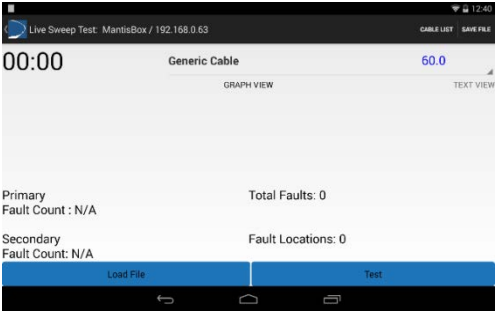 12:40
Live Sweep Test: MantisBox / 192.168.0.63 CABLE LIST SAVE FILE
00:00 Generic Cable 60.0
GRAPH VIEW TEXT VIEW
Primary Total Faults: 0
Fault Count : N/A
Secondary Fault Locations: 0
Fault Count: N/A
Load File Test